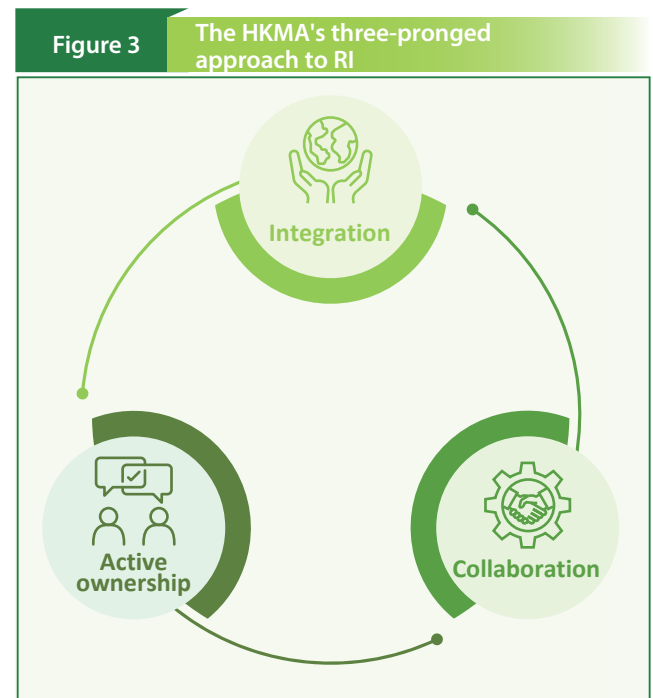 Figure 3
The HKMA's three-pronged
approach to RI
Integration
Active
ownership
Collaboration